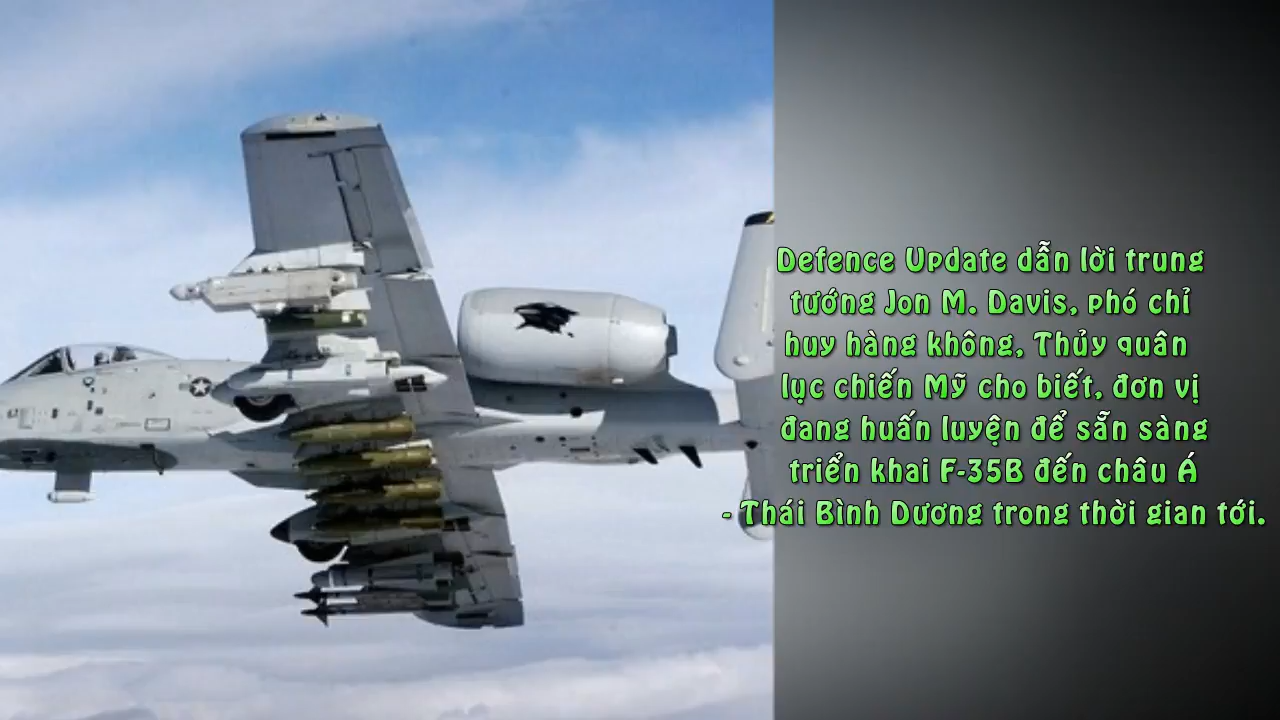 Defence Update dẫn lời trung
tướng Jon M. Davis, phó chỉ
huy hàng không, Thủy quân
lục chiến Mỹ cho biết, đơn vị
đang huấn luyện để sẵn sàng
triển khai F-35B đến châu Á
- Thái Bình Dương trong thời gian tới.